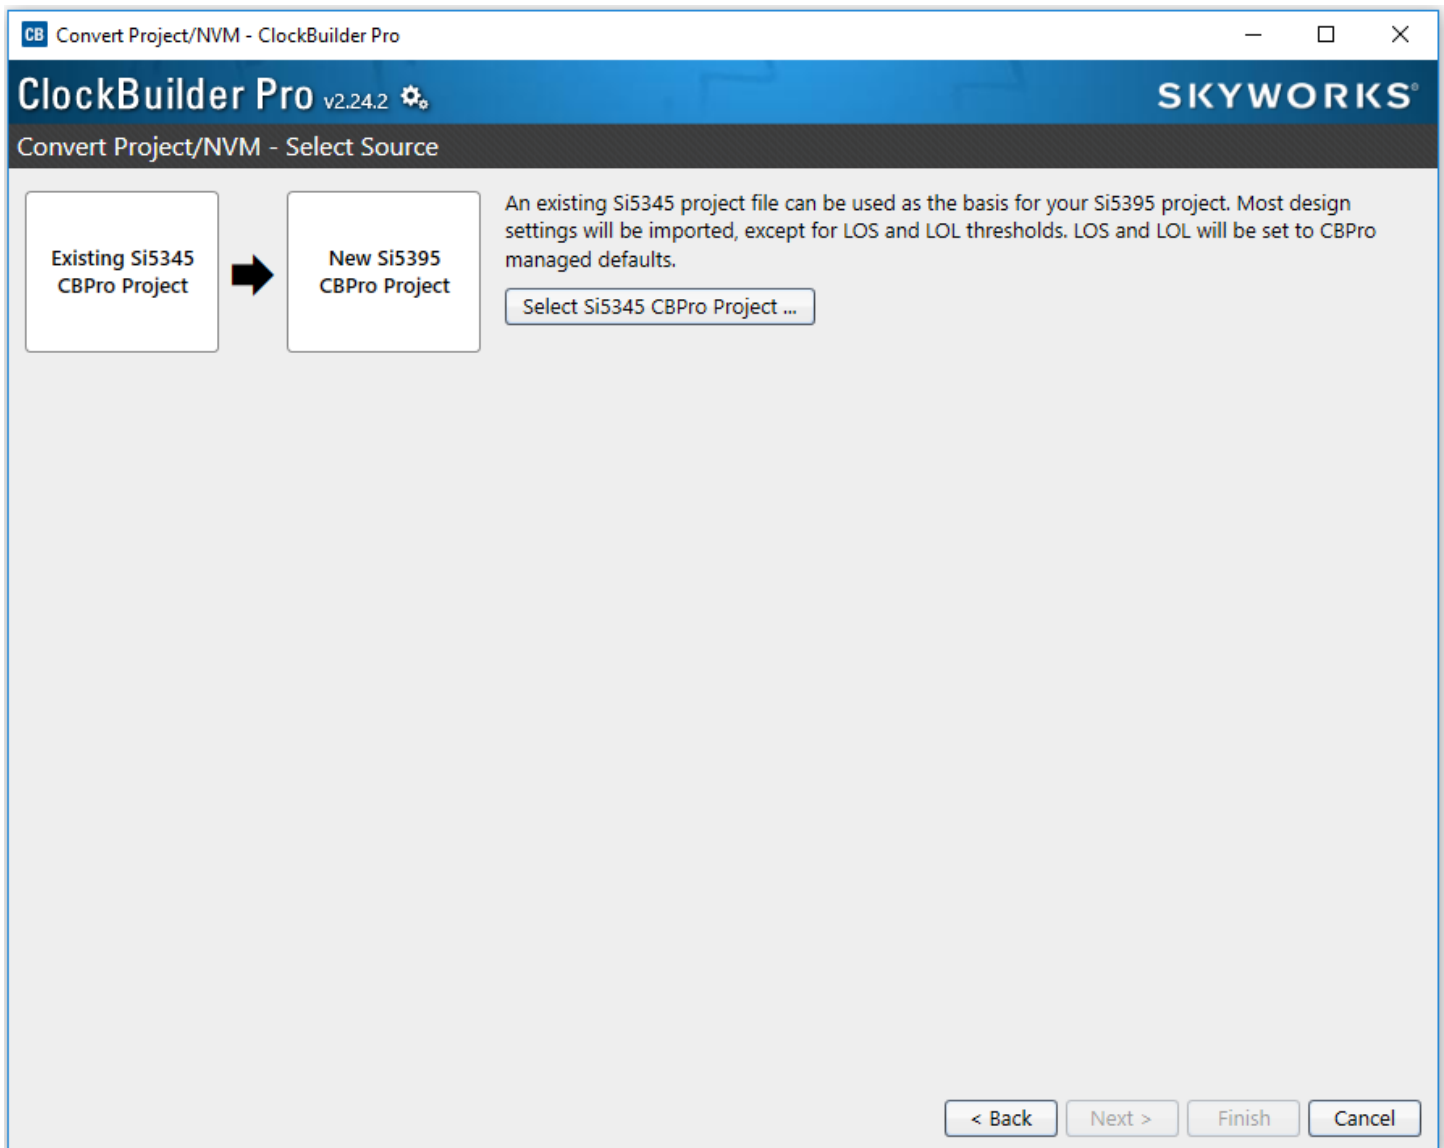 CB Convert Project/NVM - ClockBuilder Pro
ClockBuilder Pro v2.24.2
SKYWORKS®
Convert Project/NVM - Select Source
Existing Si5345
CBPro Project
New Si5395
CBPro Project
An existing Si5345 project file can be used as the basis for your Si5395 project. Most design
settings will be imported, except for LOS and LOL thresholds. LOS and LOL will be set to CBPro
managed defaults.
Select Si5345 CBPro Project ...
< Back
Next >
Finish
Cancel